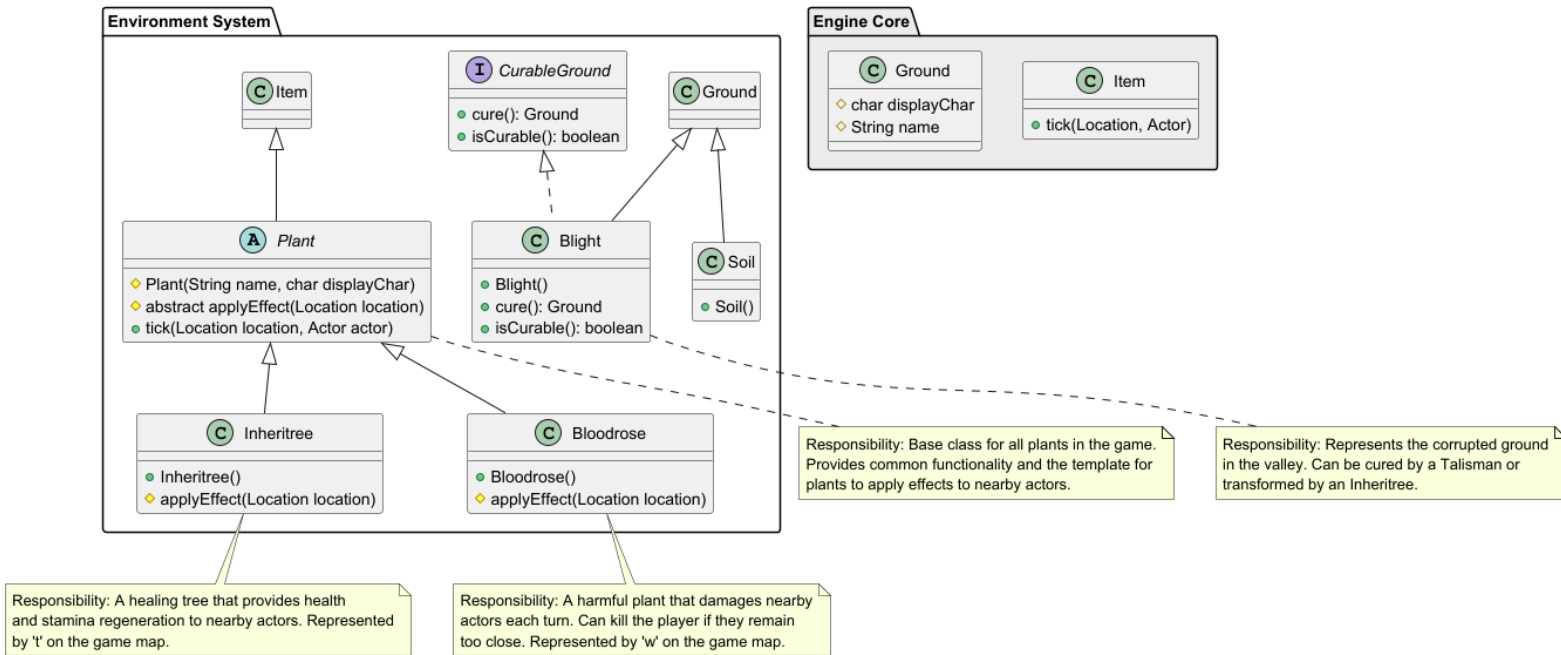 Environment System
C Item
I CurableGround
cure(): Ground
isCurable(): boolean
C Ground
A Plant
Plant(String name, char displayChar)
abstract applyEffect(Location location)
tick(Location location, Actor actor)
C Blight
Blight()
cure(): Ground
isCurable(): boolean
C Soil
Soil()
C Inheritree
Inheritree()
applyEffect(Location location)
C Bloodrose
Bloodrose()
applyEffect(Location location)
Engine Core
C Ground
char displayChar
String name
C Item
tick(Location, Actor)
Responsibility: Base class for all plants in the game.
Provides common functionality and the template for
plants to apply effects to nearby actors.
Responsibility: Represents the corrupted ground
in the valley. Can be cured by a Talisman or
transformed by an Inheritree.
Responsibility: A healing tree that provides health
and stamina regeneration to nearby actors. Represented
by 't' on the game map.
Responsibility: A harmful plant that damages nearby
actors each turn. Can kill the player if they remain
too close. Represented by 'w' on the game map.